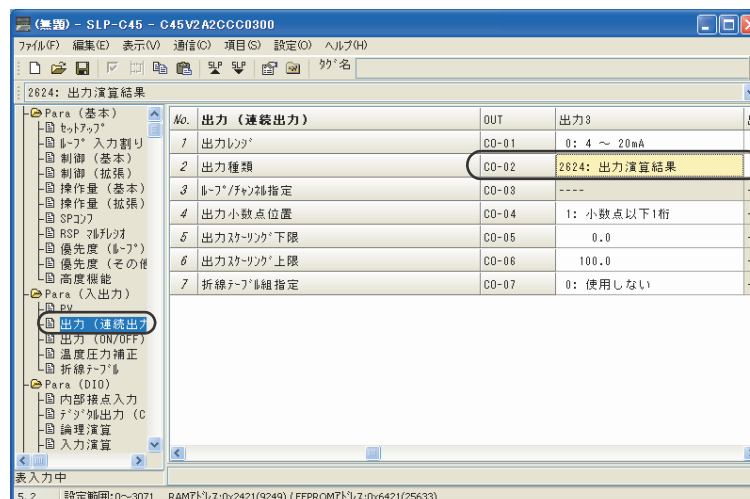 (無題) - SLP-C45 - C45V2A2CCC0300
ﾌｧｲﾙ(F) 編集(E) 表示(V) 通信(C) 項目(S) 設定(O) ヘルプ(H)
ﾀｸﾞ名
2624: 出力演算結果
Para (基本)
ｾｯﾄｱｯﾌﾟ
ﾙｰﾌﾟ 入力割り
制御 (基本)
制御 (拡張)
操作量 (基本)
操作量 (拡張)
SPｺﾝﾌ
RSP ﾏﾙﾁﾚｼｵ
優先度 (ﾙｰﾌﾟ)
優先度 (その他
高度機能
Para (入出力)
PV
出力 (連続出力
出力 (ON/OFF)
温度圧力補正
折線ﾃｰﾌﾞﾙ
Para (DIO)
内部接点入力
ﾃﾞｼﾞﾀﾙ出力 (C
論理演算
入力演算
No. 出力 (連続出力) OUT 出力3
1 出力ﾚﾝｼﾞ CO-01 0: 4 ～ 20mA
2 出力種類 CO-02 2624: 出力演算結果
3 ﾙｰﾌﾟ/ﾁｬﾝﾈﾙ指定 CO-03 ----
4 出力小数点位置 CO-04 1: 小数点以下1桁
5 出力ｽｹｰﾘﾝｸﾞ下限 CO-05 0.0
6 出力ｽｹｰﾘﾝｸﾞ上限 CO-06 100.0
7 折線ﾃｰﾌﾞﾙ組指定 CO-07 0: 使用しない
表入力中
5. 2 設定範囲:0～3071 RAMｱﾄﾞﾚｽ:0x2421(9249) / EEPROMｱﾄﾞﾚｽ:0x6421(25633)